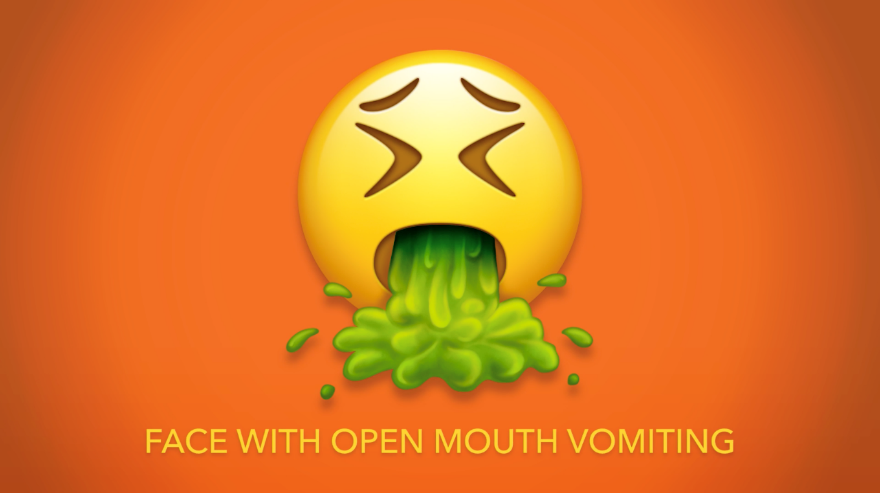 FACE WITH OPEN MOUTH VOMITING